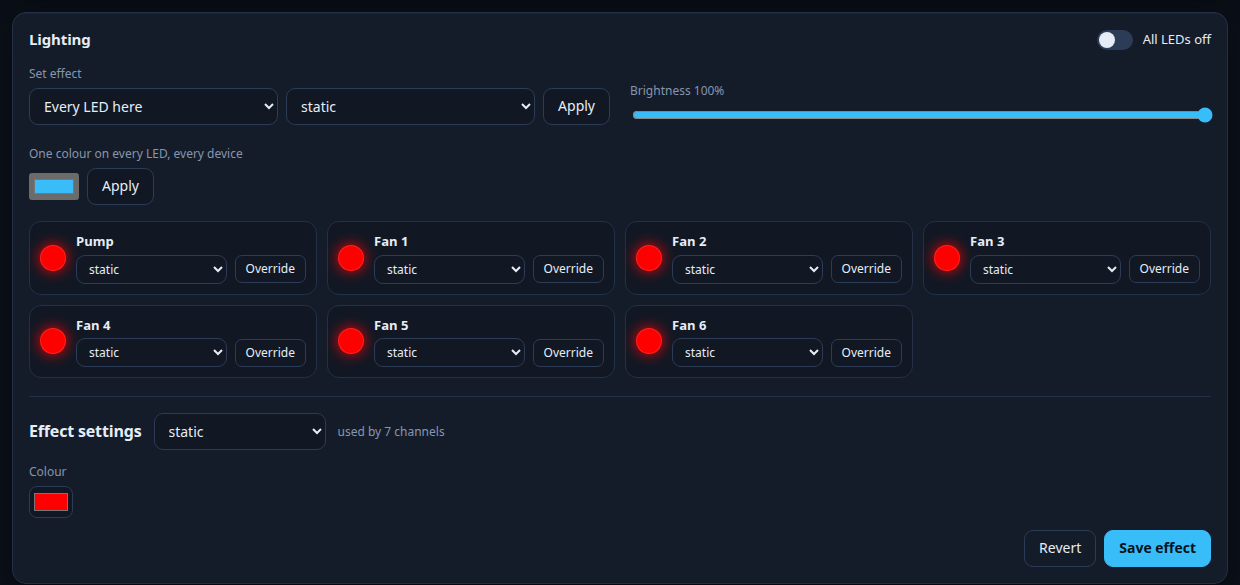 Lighting
All LEDs off
Set effect
Every LED here
static
Apply
Brightness 100%
One colour on every LED, every device
Apply
Pump
static
Override
Fan 1
static
Override
Fan 2
static
Override
Fan 3
static
Override
Fan 4
static
Override
Fan 5
static
Override
Fan 6
static
Override
Effect settings
static
used by 7 channels
Colour
Revert
Save effect